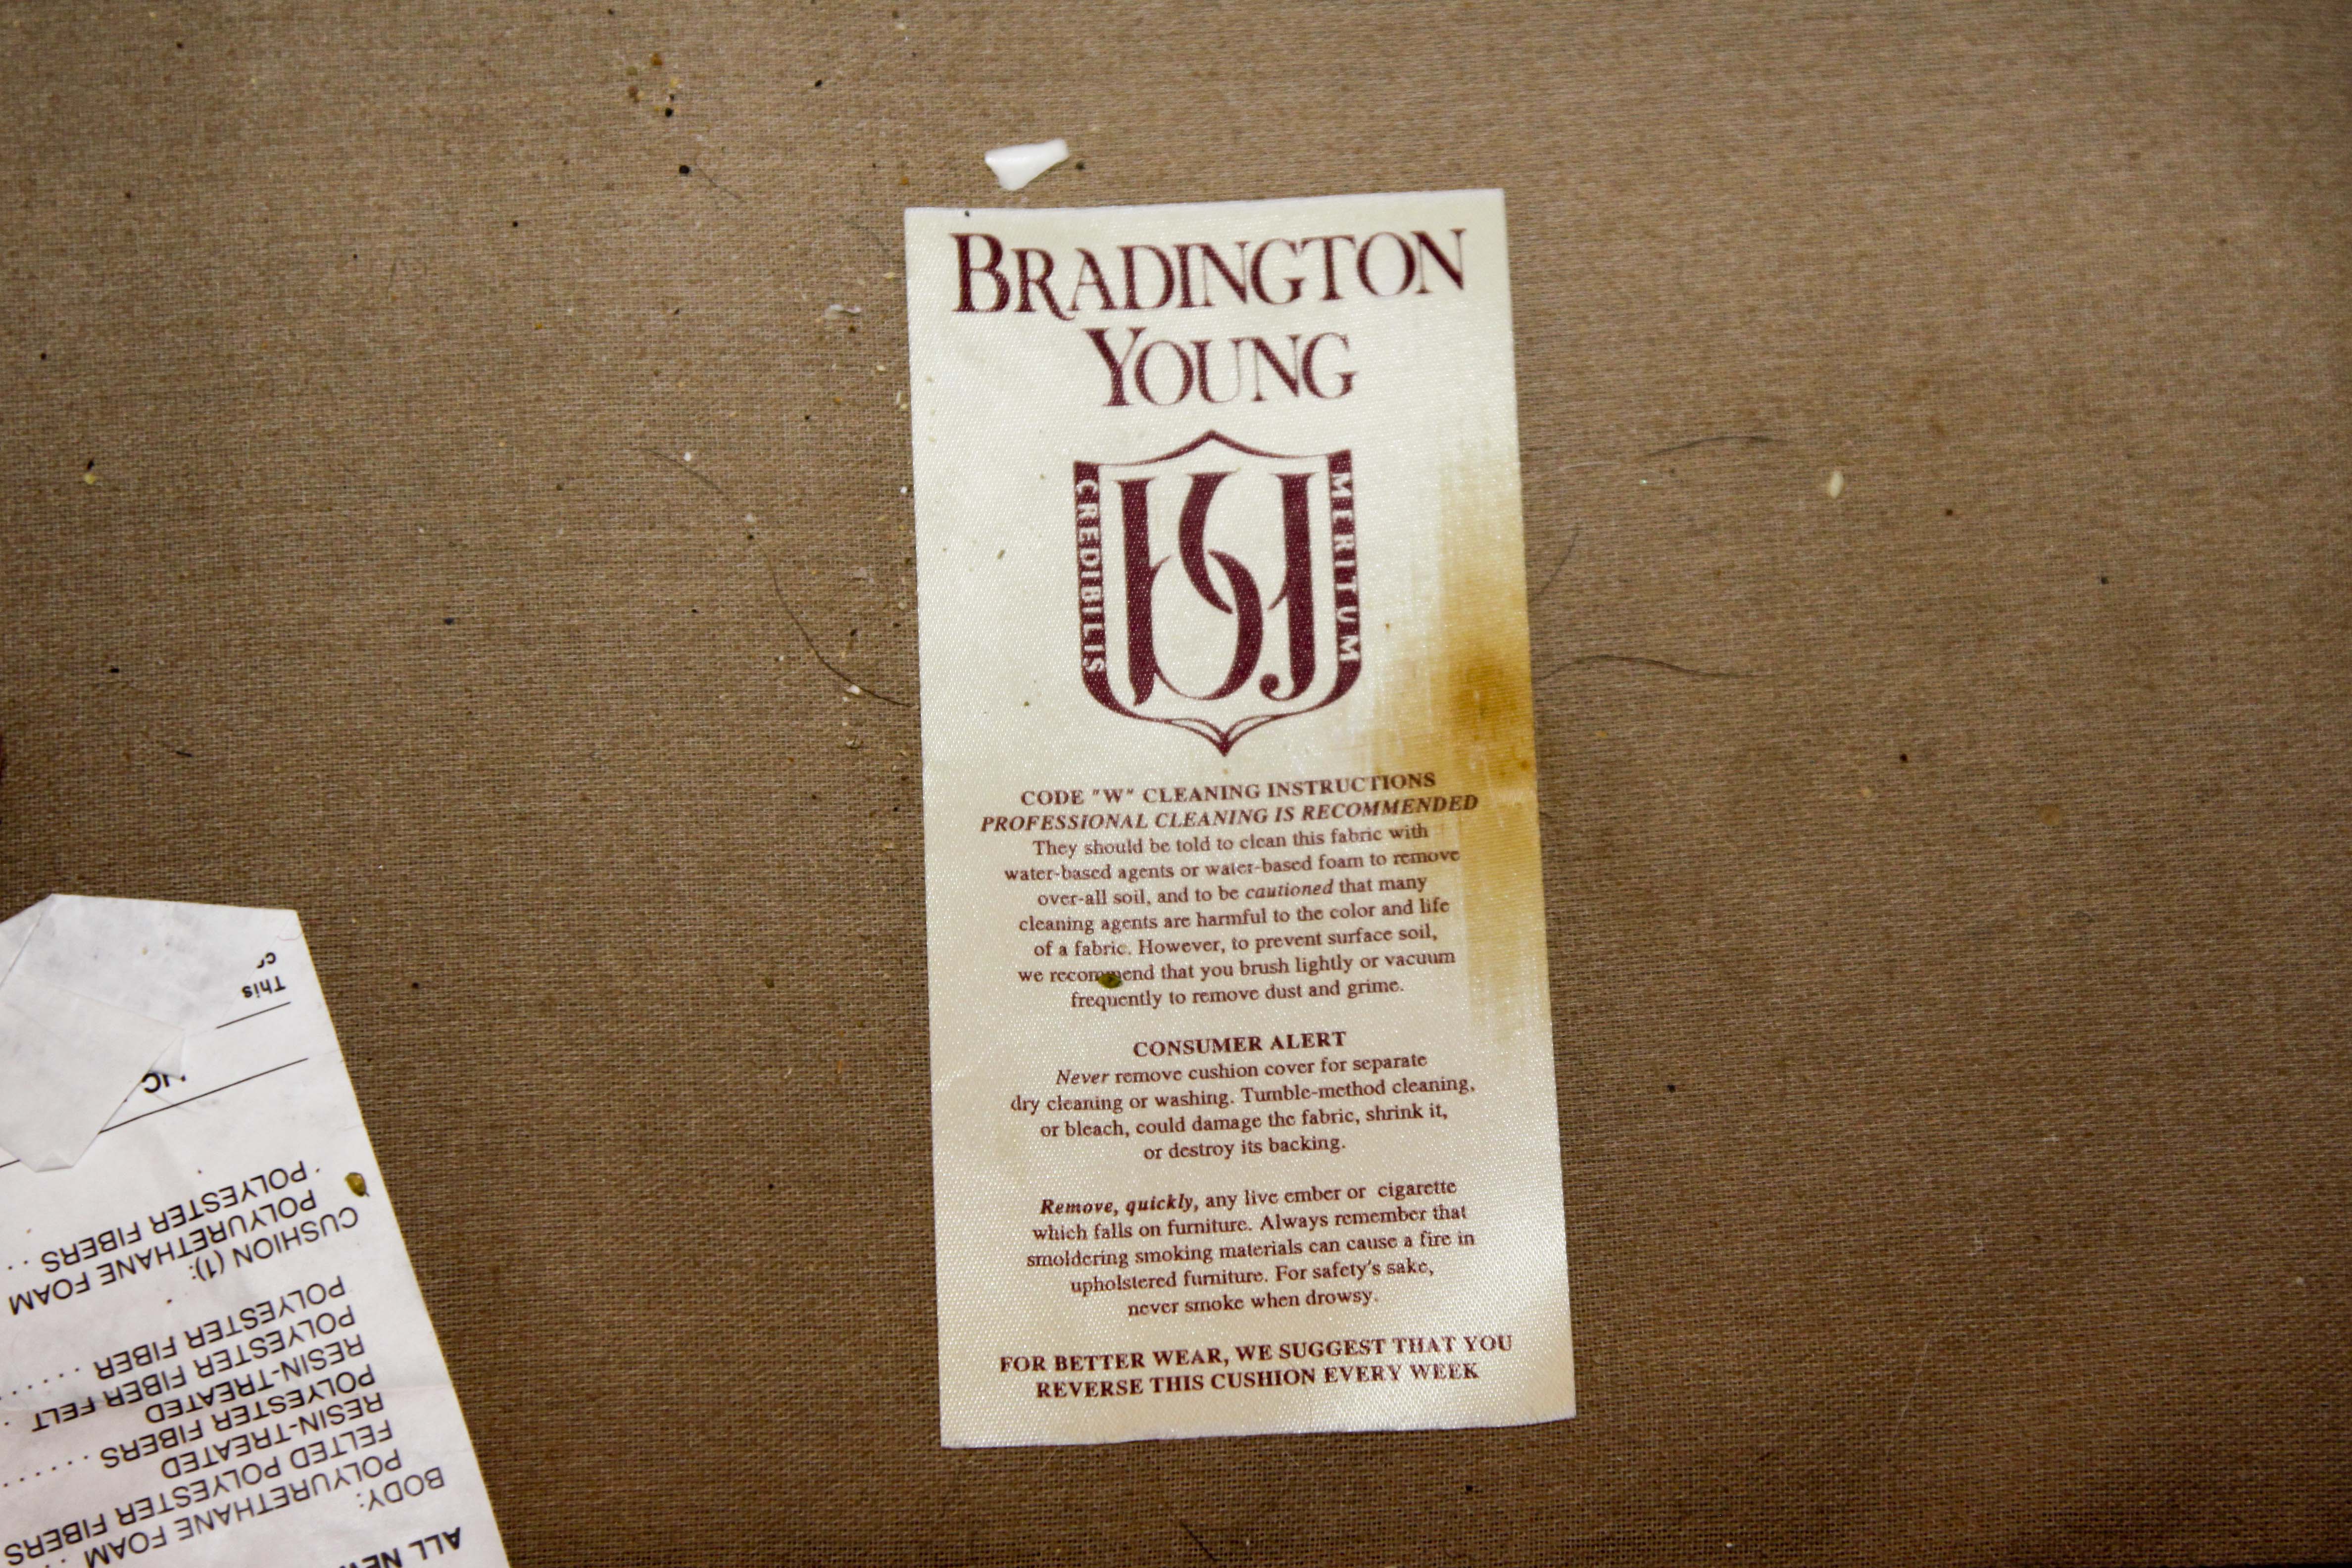 BRADINGTON
YOUNG
CREDIBILIS
MERITUM
CODE "W" CLEANING INSTRUCTIONS
PROFESSIONAL CLEANING IS RECOMMENDED
They should be told to clean this fabric with
water-based agents or water-based foam to remove
over-all soil, and to be cautioned that many
cleaning agents are harmful to the color and life
of a fabric. However, to prevent surface soil,
we recommend that you brush lightly or vacuum
frequently to remove dust and grime.
CONSUMER ALERT
Never remove cushion cover for separate
dry cleaning or washing. Tumble-method cleaning,
or bleach, could damage the fabric, shrink it,
or destroy its backing.
Remove, quickly, any live ember or cigarette
which falls on furniture. Always remember that
smoldering smoking materials can cause a fire in
upholstered furniture. For safety's sake,
never smoke when drowsy.
FOR BETTER WEAR, WE SUGGEST THAT YOU
REVERSE THIS CUSHION EVERY WEEK
ALL
BODY:
POLYURETHANE FOAM . .
FELTED POLYESTER FIBERS
RESIN-TREATED
POLYESTER FIBERS . . . . . .
RESIN-TREATED
POLYESTER FIBER FELT .
POLYESTER FIBER . . . . . .
CUSHION (1):
POLYURETHANE FOAM
POLYESTER FIBERS . .
This